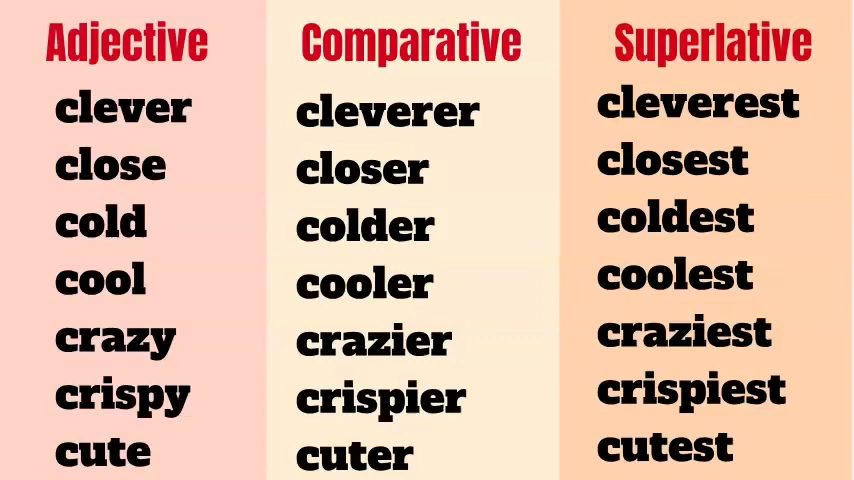 Adjective Comparative Superlative
clever cleverer cleverest
close closer closest
cold colder coldest
cool cooler coolest
crazy crazier craziest
crispy crispier crispiest
cute cuter cutest